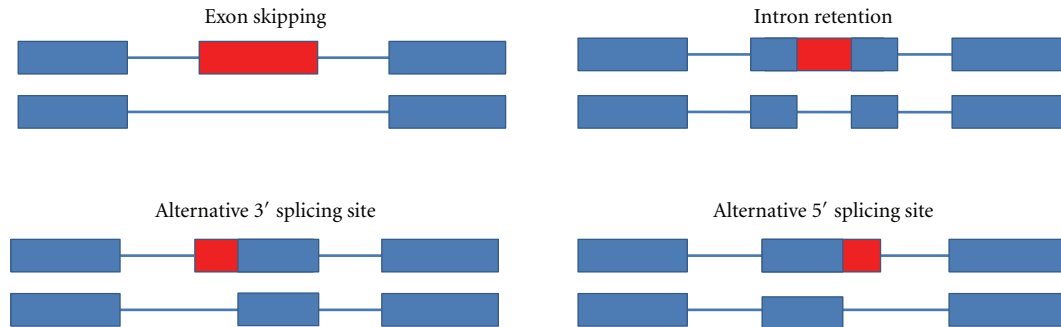 Exon skipping
Intron retention
Alternative 3′ splicing site
Alternative 5′ splicing site